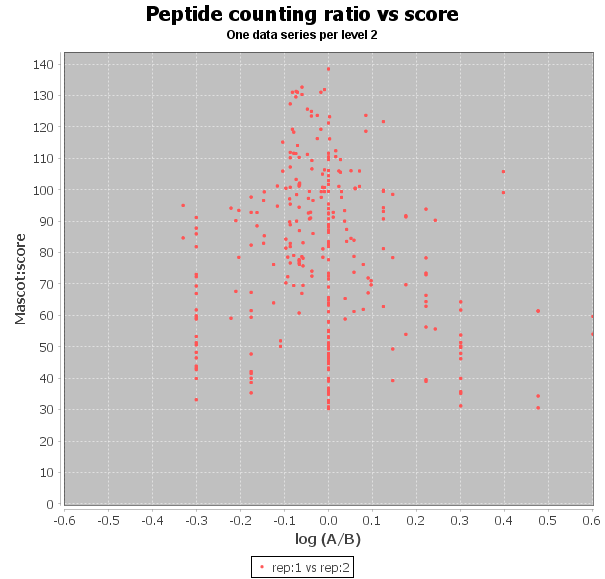 Peptide counting ratio vs score
One data series per level 2
Mascot:score
140
130
120
110
100
90
80
70
60
50
40
30
20
10
0
-0.6 -0.5 -0.4 -0.3 -0.2 -0.1 0.0 0.1 0.2 0.3 0.4 0.5 0.6
log (A/B)
rep:1 vs rep:2